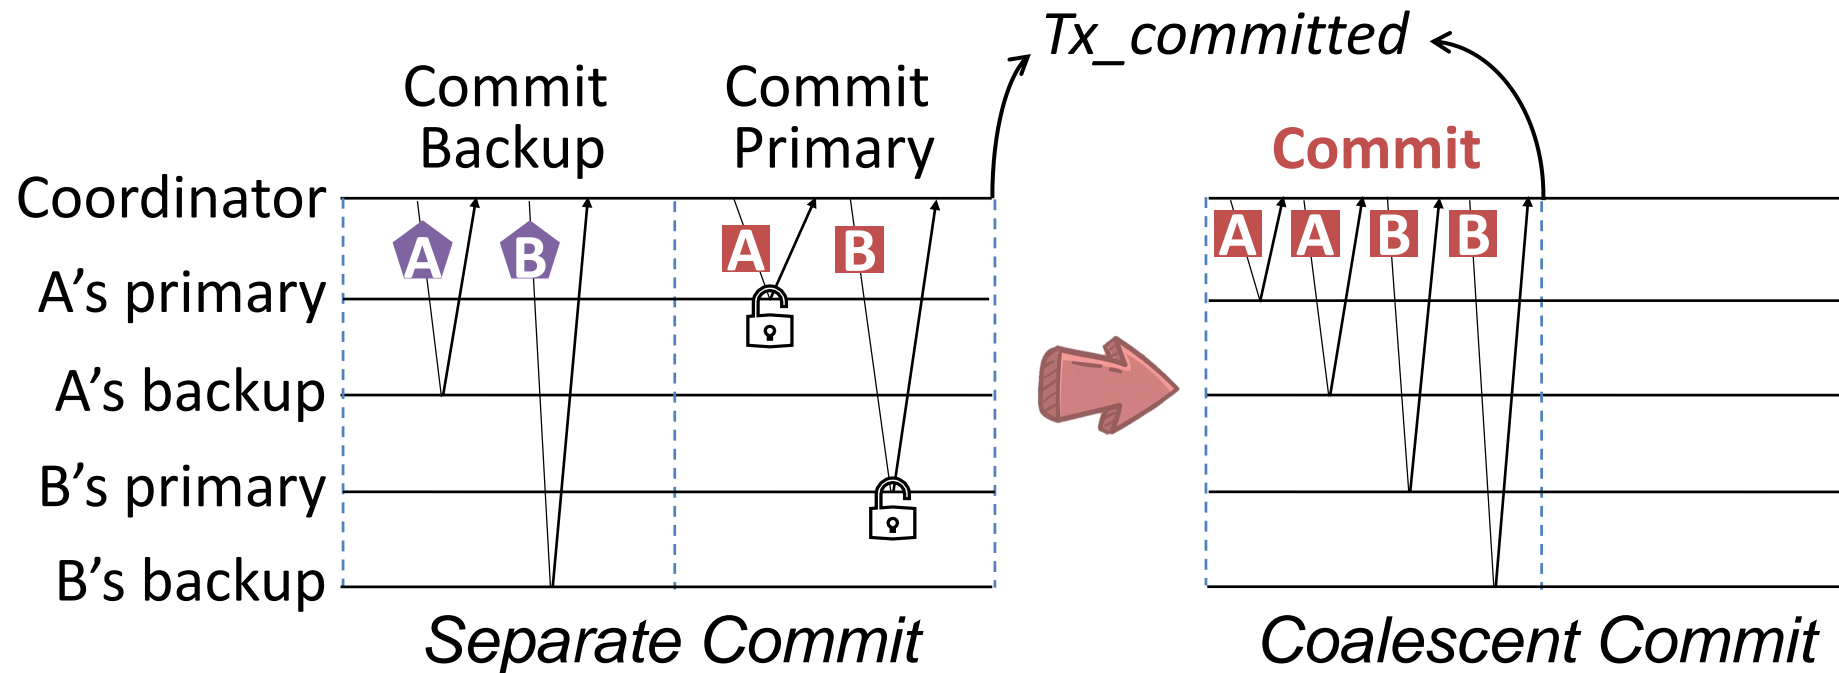 Tx_committed
Commit
Backup
Commit
Primary
Commit
Coordinator
A's primary
A's backup
B's primary
B's backup
A
B
A
B
A
A
B
B
Separate Commit
Coalescent Commit